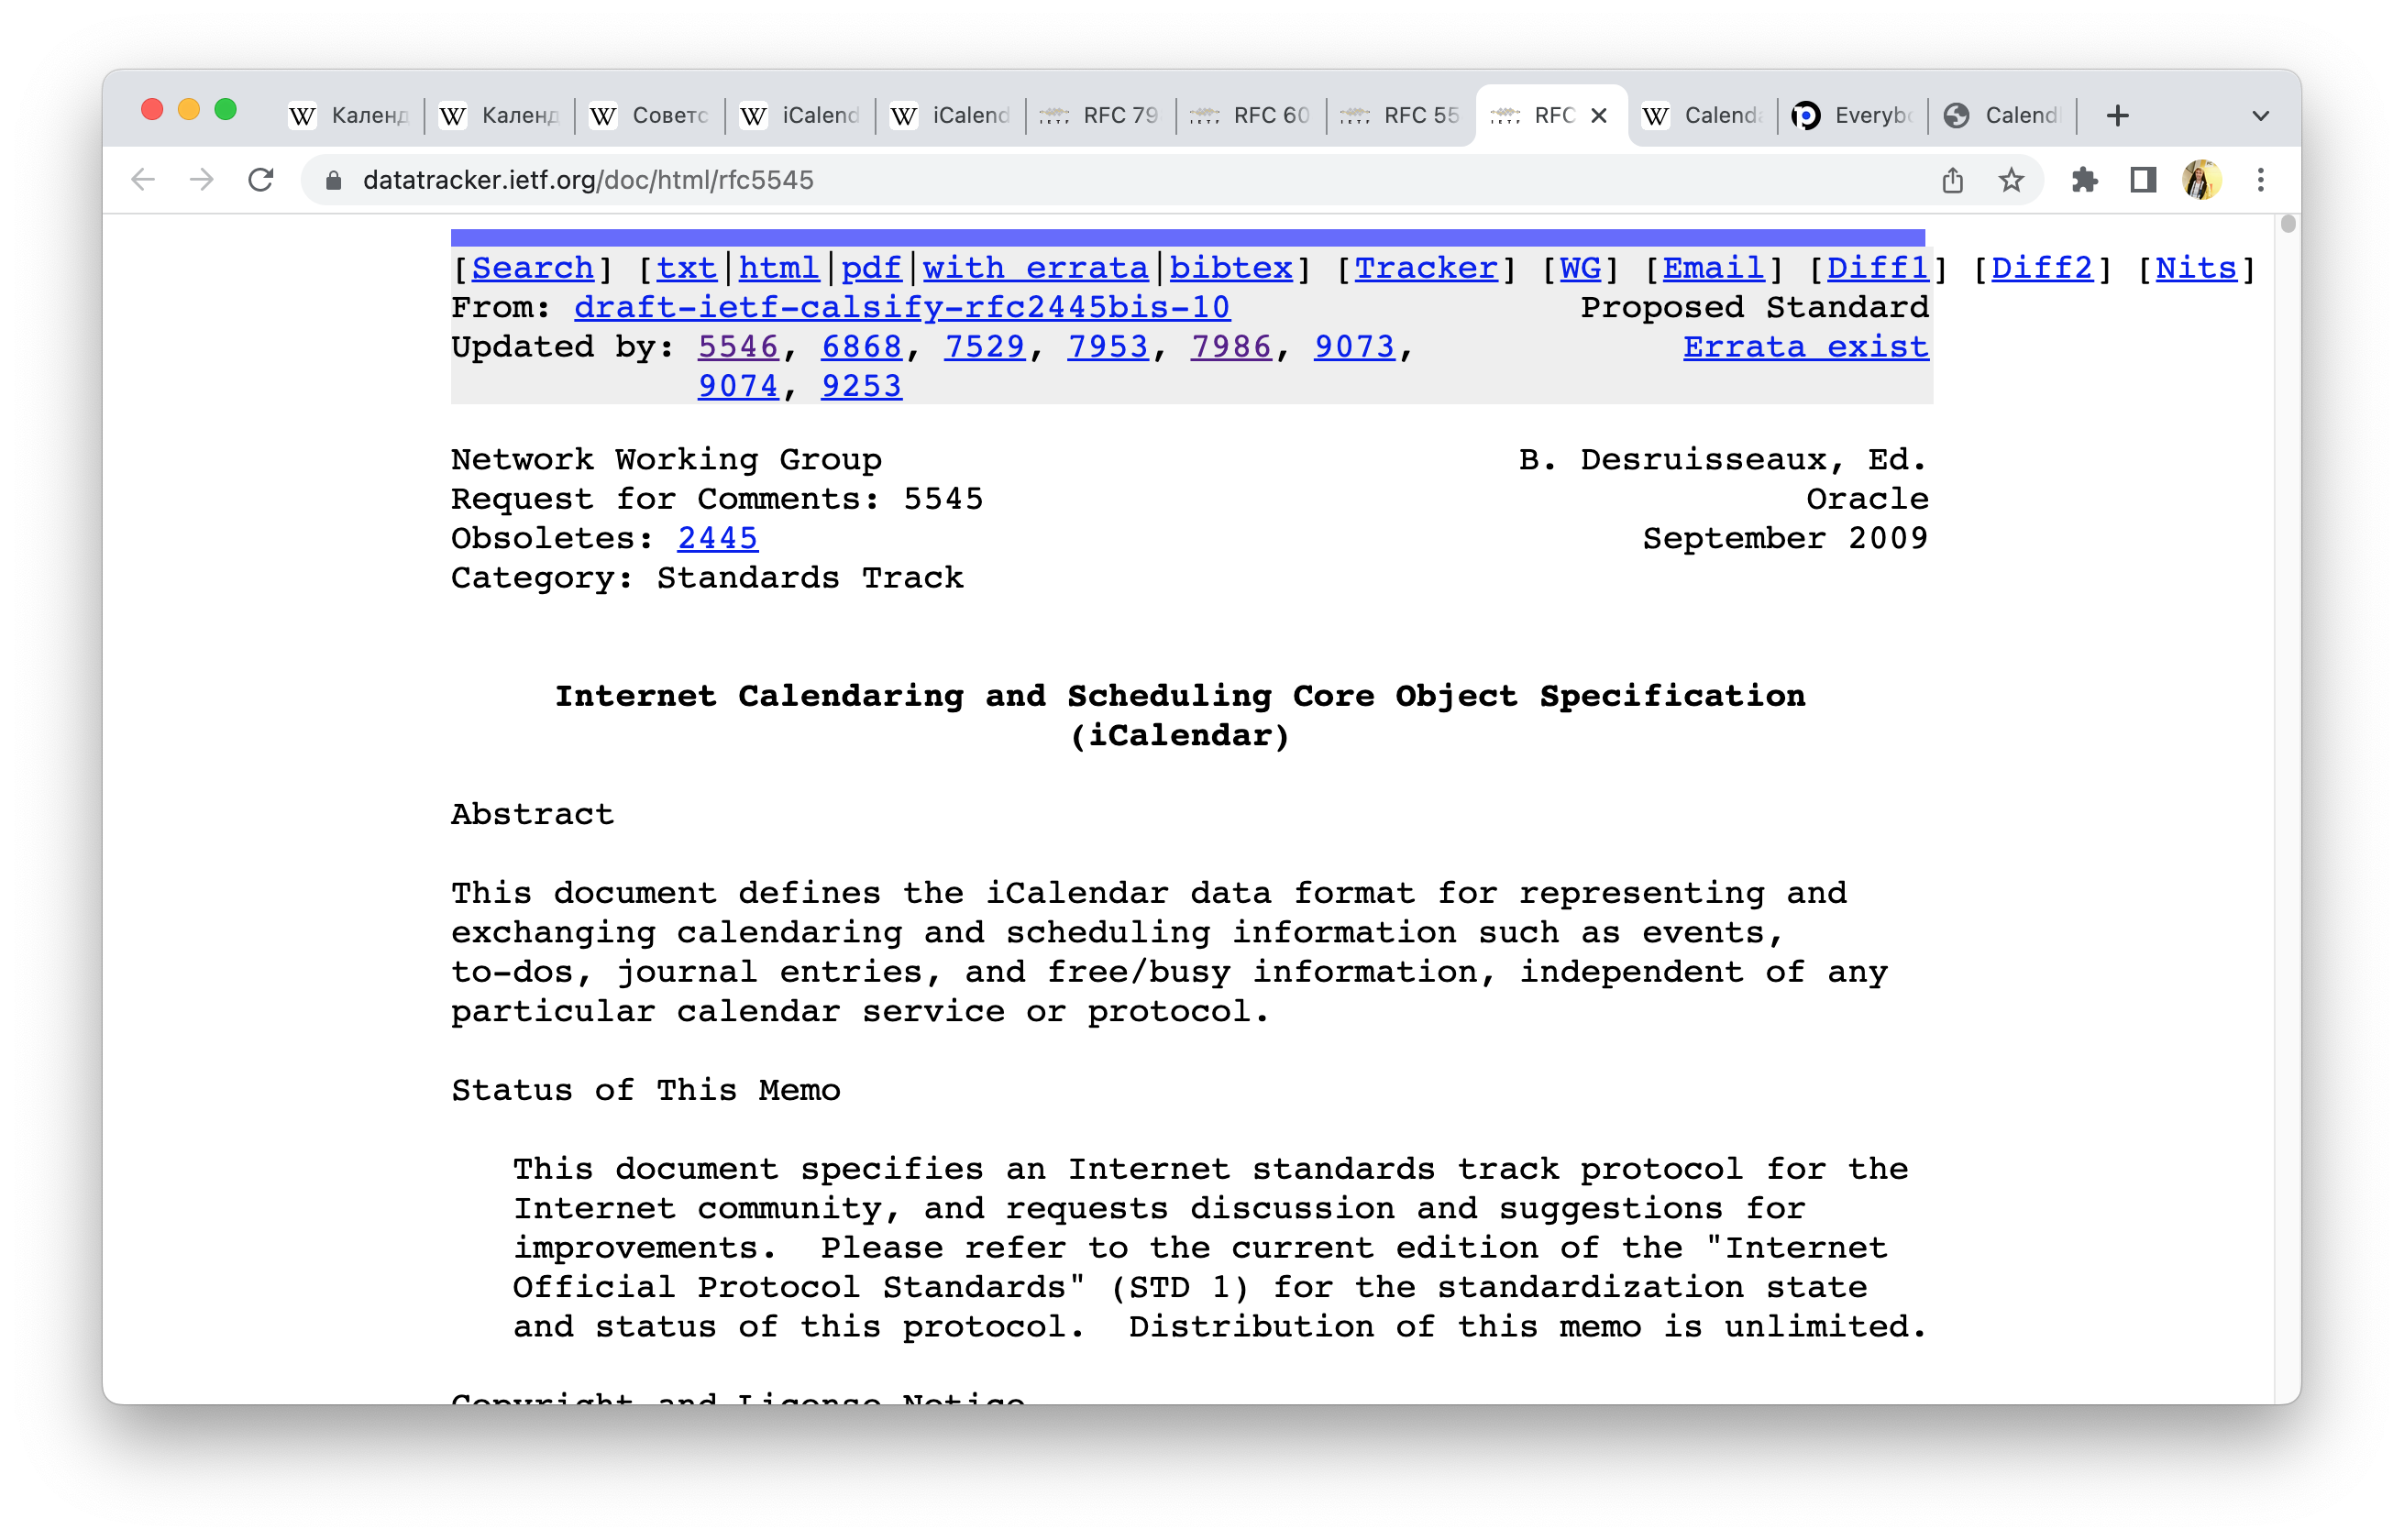 Календ
Календ
Советс
iCalend
iCalend
RFC 79
RFC 60
RFC 55
RFC
Calenda
Everybo
Calend
datatracker.ietf.org/doc/html/rfc5545
[Search] [txt|html|pdf|with errata|bibtex] [Tracker] [WG] [Email] [Diff1] [Diff2] [Nits]
From: draft-ietf-calsify-rfc2445bis-10 Proposed Standard
Updated by: 5546, 6868, 7529, 7953, 7986, 9073, Errata exist
9074, 9253
Network Working Group B. Desruisseaux, Ed.
Request for Comments: 5545 Oracle
Obsoletes: 2445 September 2009
Category: Standards Track
Internet Calendaring and Scheduling Core Object Specification
(iCalendar)
Abstract
This document defines the iCalendar data format for representing and
exchanging calendaring and scheduling information such as events,
to-dos, journal entries, and free/busy information, independent of any
particular calendar service or protocol.
Status of This Memo
This document specifies an Internet standards track protocol for the
Internet community, and requests discussion and suggestions for
improvements. Please refer to the current edition of the "Internet
Official Protocol Standards" (STD 1) for the standardization state
and status of this protocol. Distribution of this memo is unlimited.
Copyright and License Notice